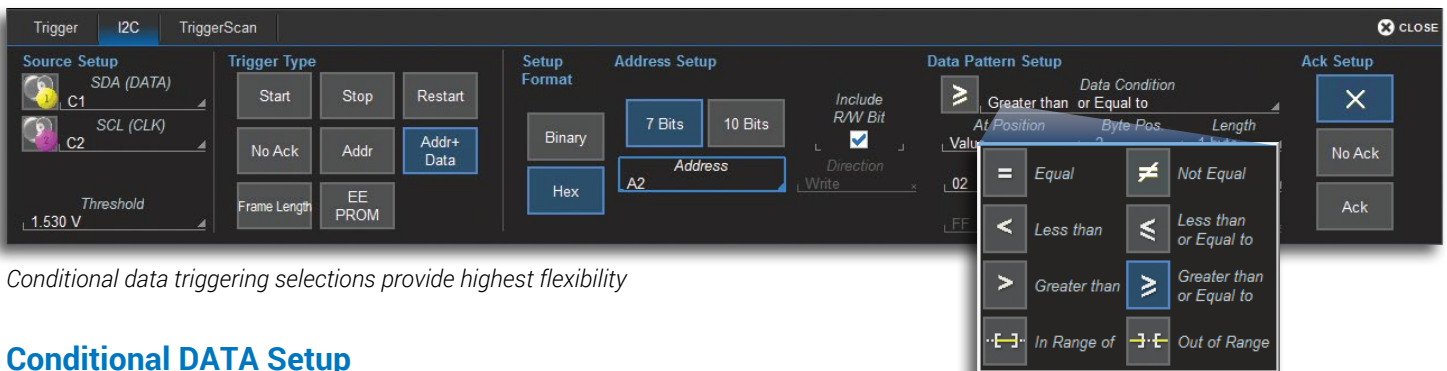 Trigger I2C TriggerScan CLOSE
Source Setup
SDA (DATA)
1
C1
SCL (CLK)
2
C2
Threshold
1.530 V
Trigger Type
Start Stop Restart
No Ack Addr Addr+
Data
Frame Length EE
PROM
Setup
Format
Binary
Hex
Address Setup
7 Bits 10 Bits
Include
R/W Bit
Address
A2
Direction
Write
Data Pattern Setup
≥ Data Condition
Greater than or Equal to
At Position Byte Pos. Length
02
FF
= Equal ≠ Not Equal
< Less than ≤ Less than
or Equal to
> Greater than ≥ Greater than
or Equal to
In Range of Out of Range
Ack Setup
X
No Ack
Ack
Conditional data triggering selections provide highest flexibility
Conditional DATA Setup